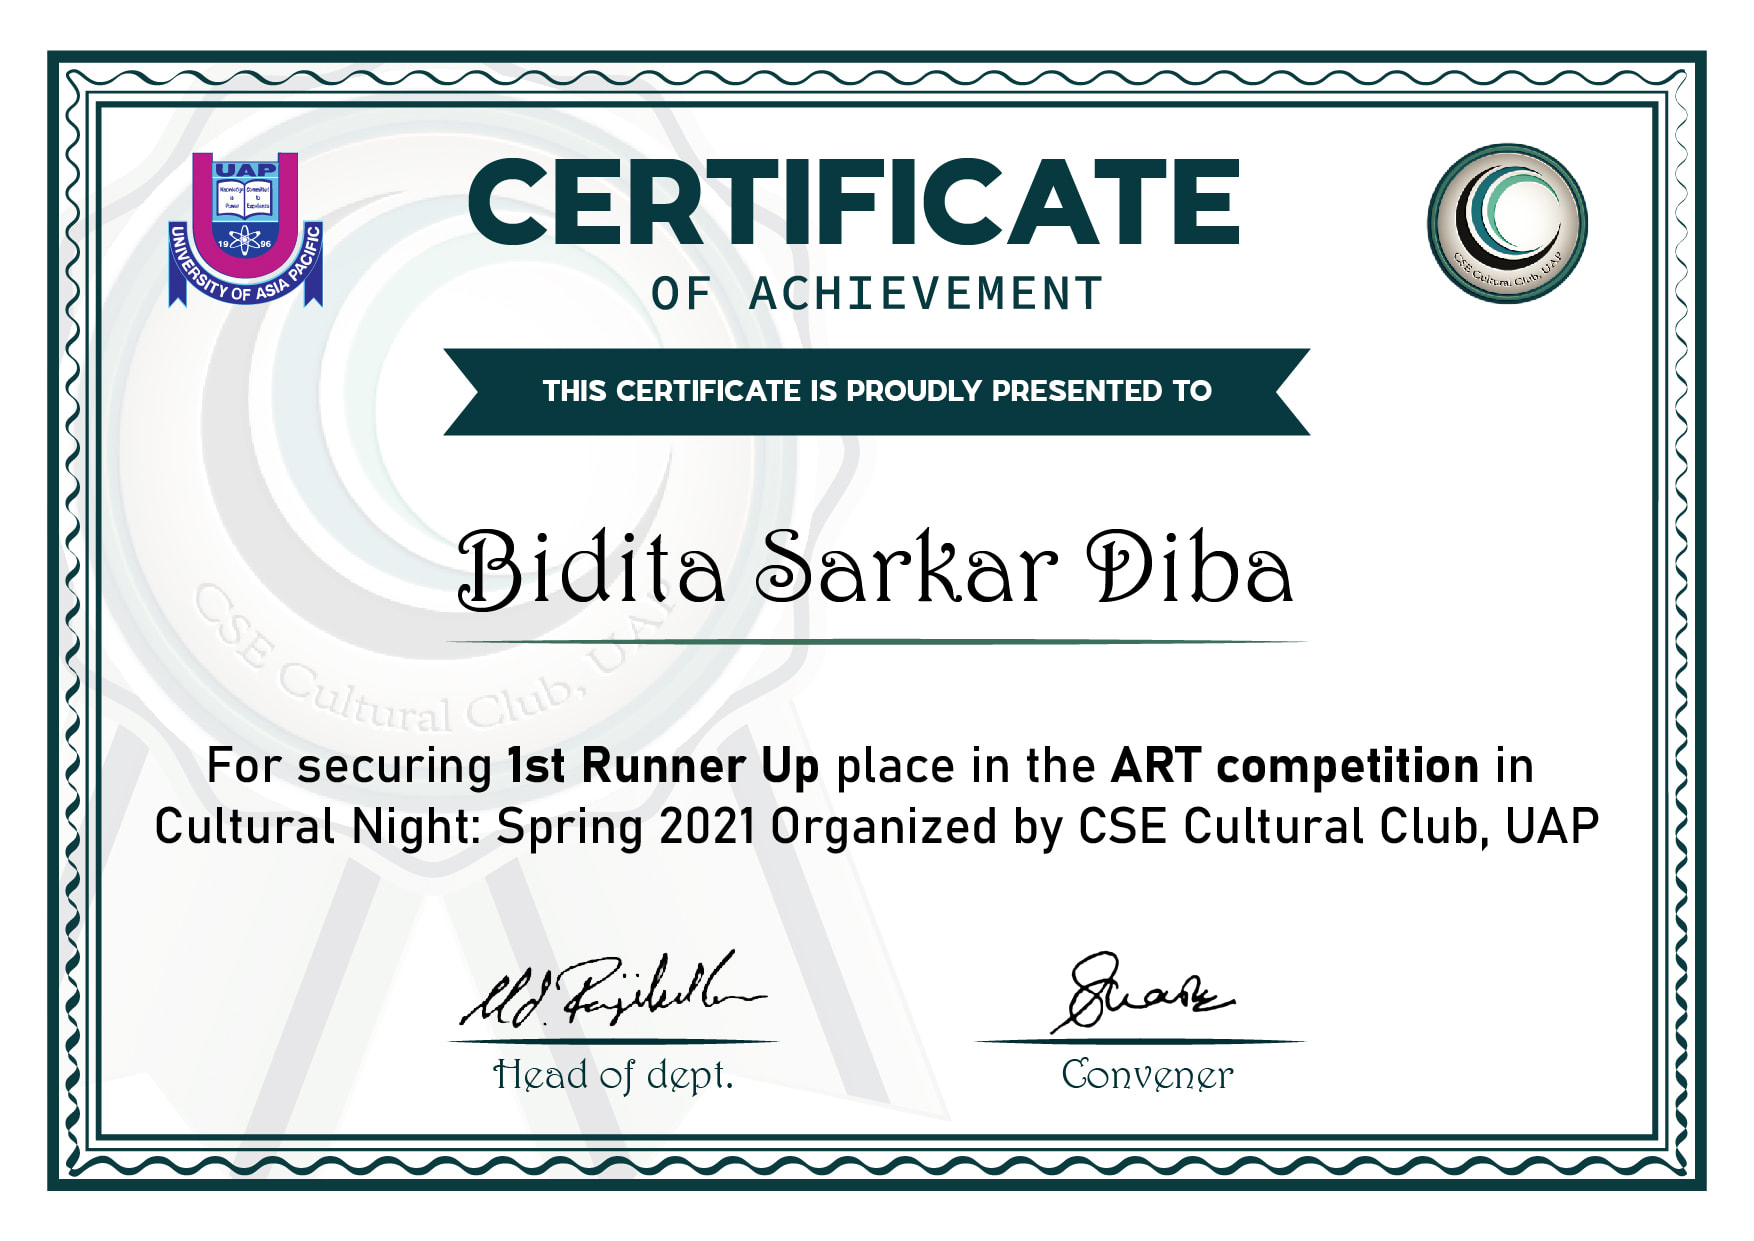 UAP
Knowledge is Power
Committed to Excellence
1996
UNIVERSITY OF ASIA PACIFIC
CERTIFICATE
OF ACHIEVEMENT
CSE Cultural Club, UAP
THIS CERTIFICATE IS PROUDLY PRESENTED TO
Bidita Sarkar Diba
CSE Cultural Club, UAP
For securing 1st Runner Up place in the ART competition in
Cultural Night: Spring 2021 Organized by CSE Cultural Club, UAP
Md.
Head of dept.
Convener